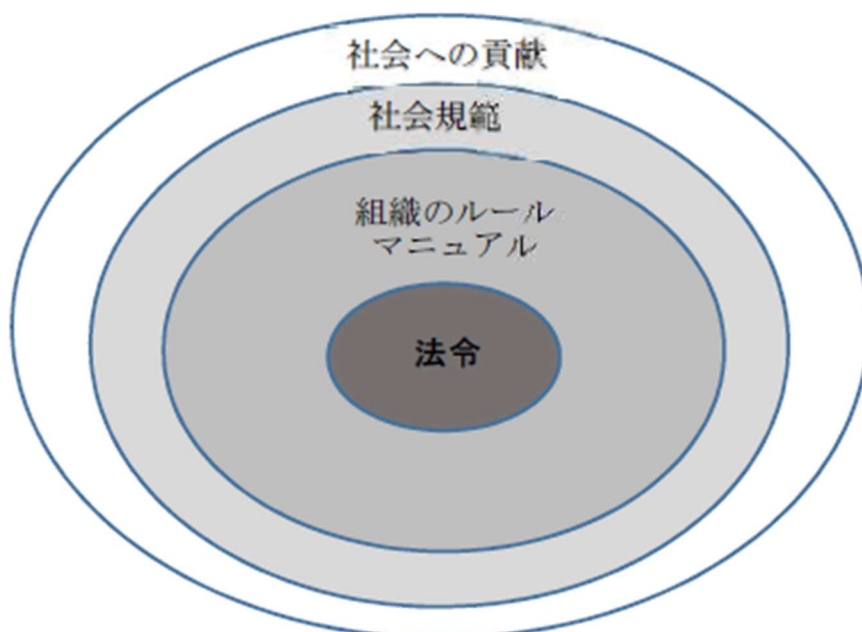 社会への貢献
社会規範
組織のルール
マニュアル
法令